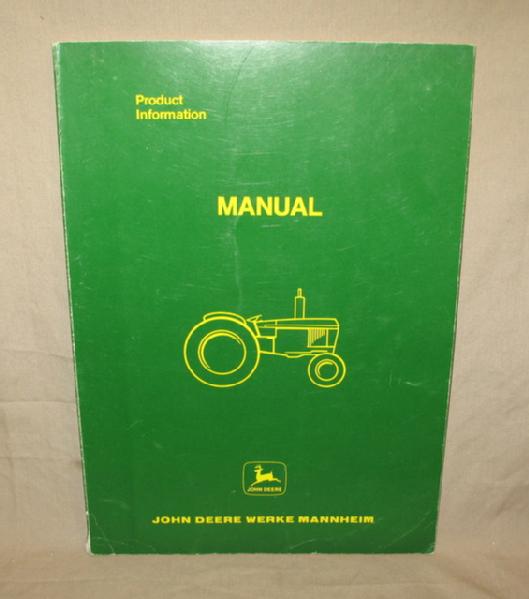 Product
Information
MANUAL
JOHN DEERE
JOHN DEERE WERKE MANNHEIM